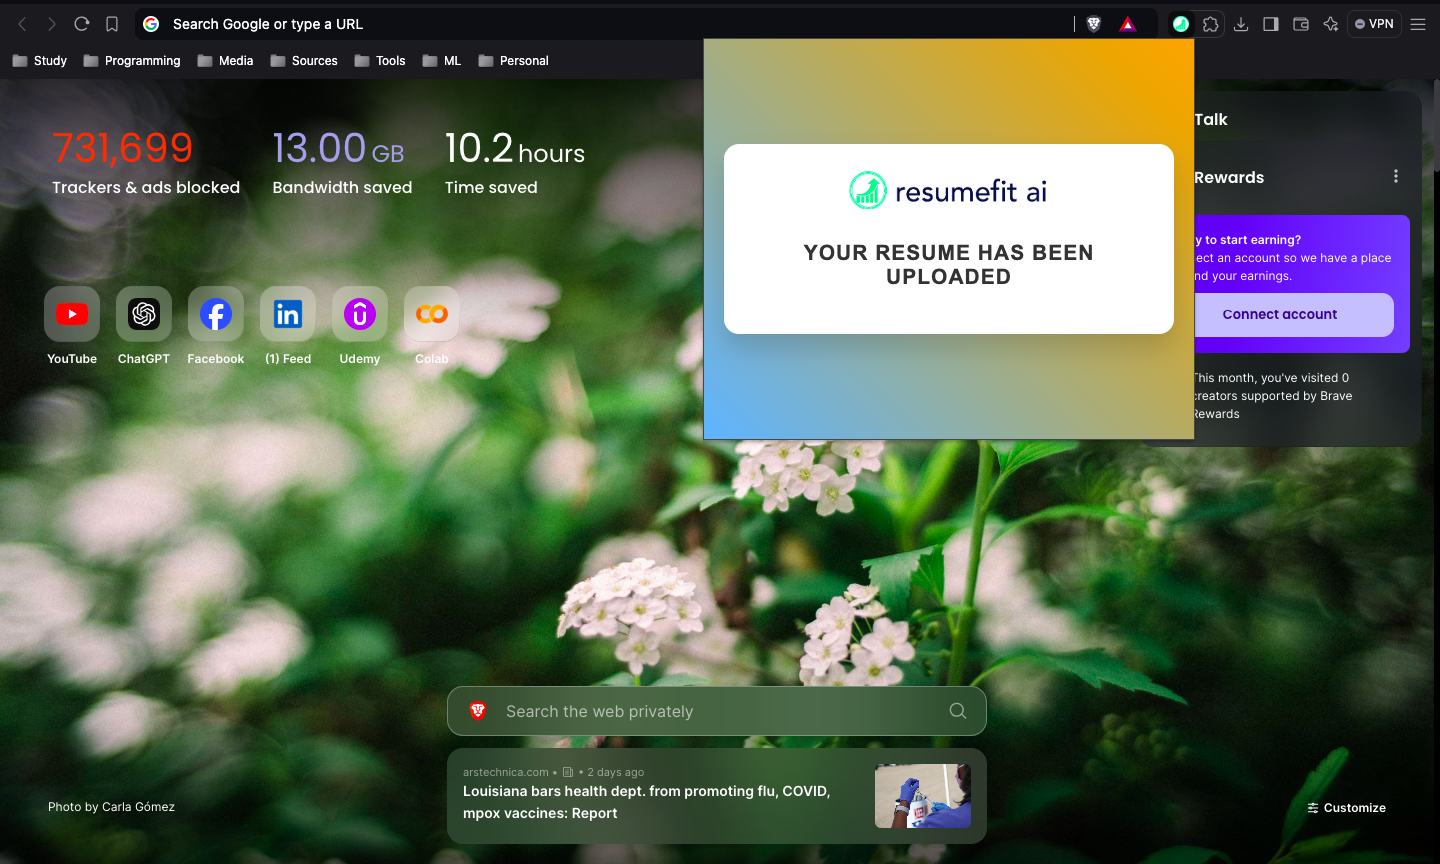 Search Google or type a URL
VPN
Study
Programming
Media
Sources
Tools
ML
Personal
731,699
Trackers & ads blocked
13.00 GB
Bandwidth saved
10.2 hours
Time saved
YouTube
ChatGPT
Facebook
(1) Feed
Udemy
Colab
resumefit ai
YOUR RESUME HAS BEEN
UPLOADED
Talk
Rewards
y to start earning?
ect an account so we have a place
nd your earnings.
Connect account
This month, you've visited 0
creators supported by Brave
Rewards
Search the web privately
arstechnica.com • • 2 days ago
Louisiana bars health dept. from promoting flu, COVID,
mpox vaccines: Report
Photo by Carla Gómez
Customize